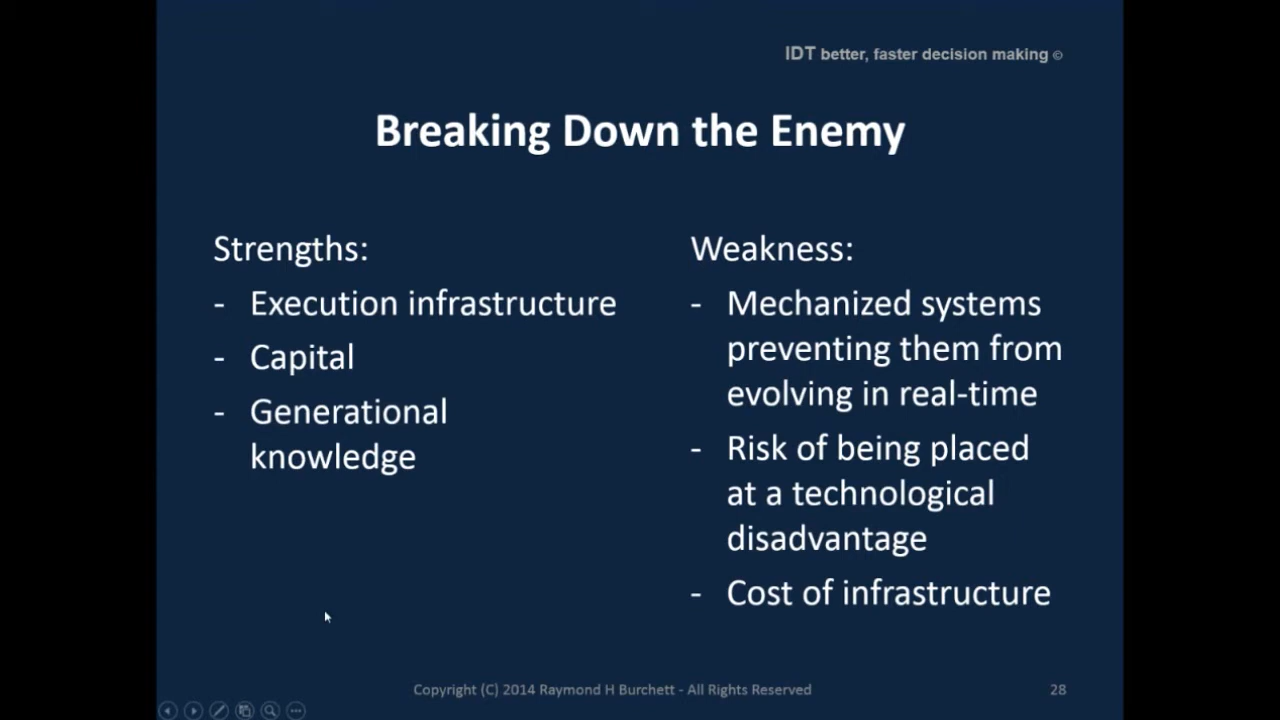 IDT better, faster decision making ©
Breaking Down the Enemy
Strengths:
- Execution infrastructure
- Capital
- Generational
knowledge
Weakness:
- Mechanized systems
preventing them from
evolving in real-time
- Risk of being placed
at a technological
disadvantage
- Cost of infrastructure
Copyright (C) 2014 Raymond H Burchett - All Rights Reserved
28